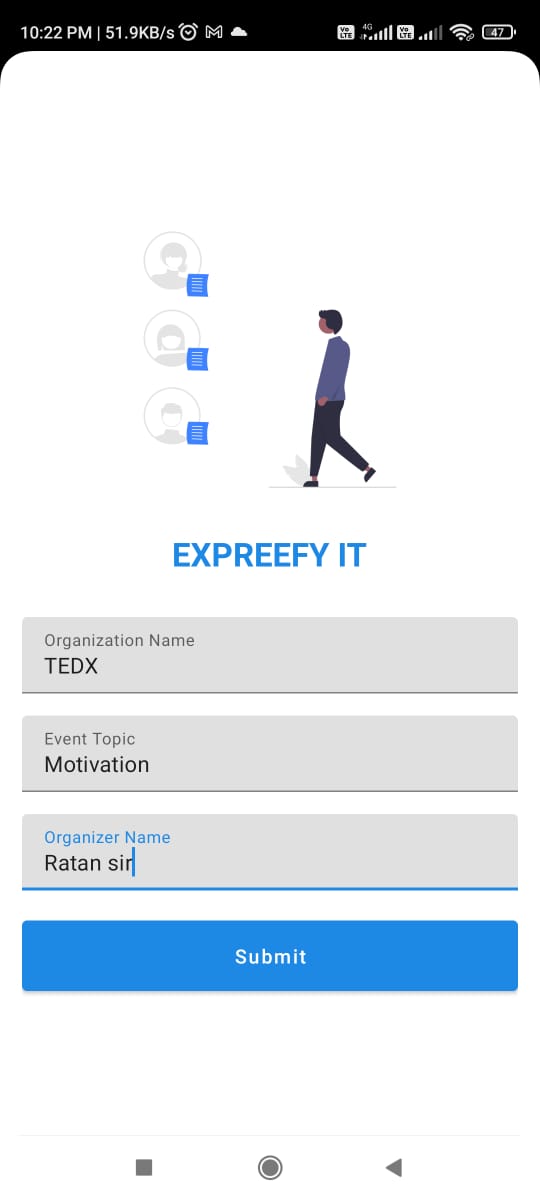 10:22 PM | 51.9KB/s
Vo LTE 4G Vo LTE 47
EXPREEFY IT
Organization Name
TEDX
Event Topic
Motivation
Organizer Name
Ratan sir
Submit